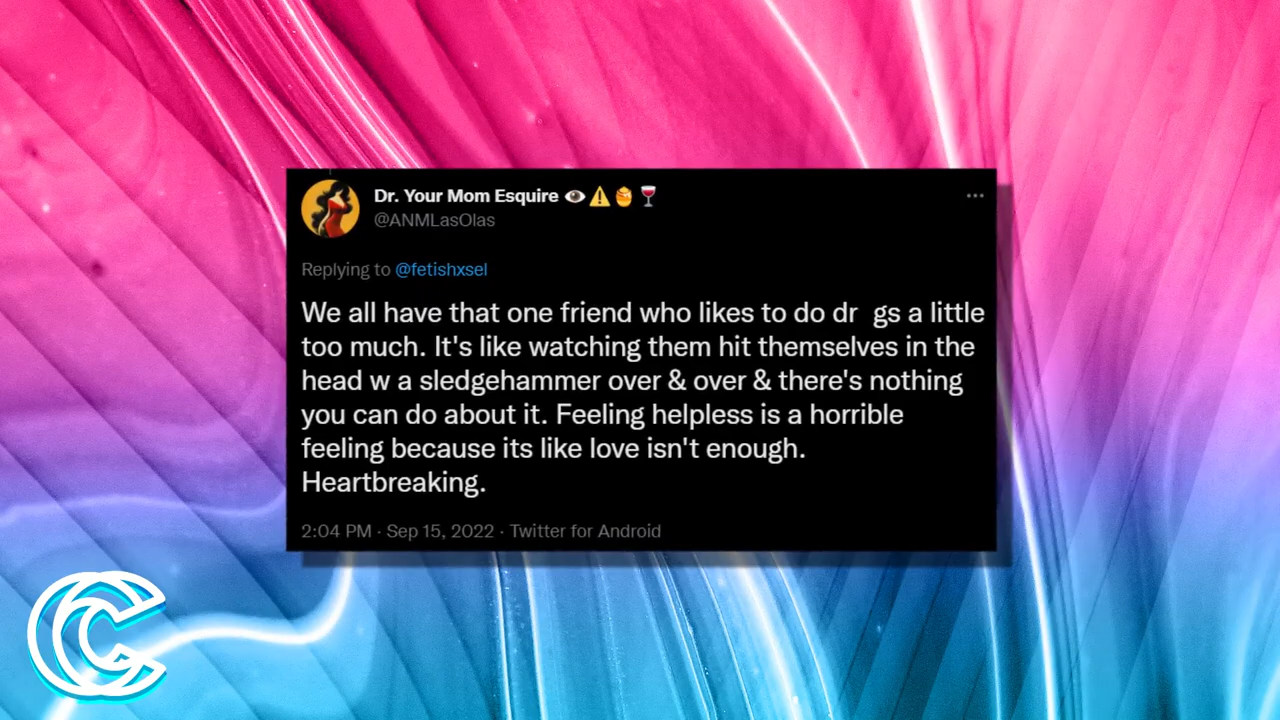 Dr. Your Mom Esquire 👁️⚠️🍯🍷
@ANMLasOlas
Replying to @fetishxsel
We all have that one friend who likes to do dr  gs a little
too much. It's like watching them hit themselves in the
head w a sledgehammer over & over & there's nothing
you can do about it. Feeling helpless is a horrible
feeling because its like love isn't enough.
Heartbreaking.
2:04 PM · Sep 15, 2022 · Twitter for Android